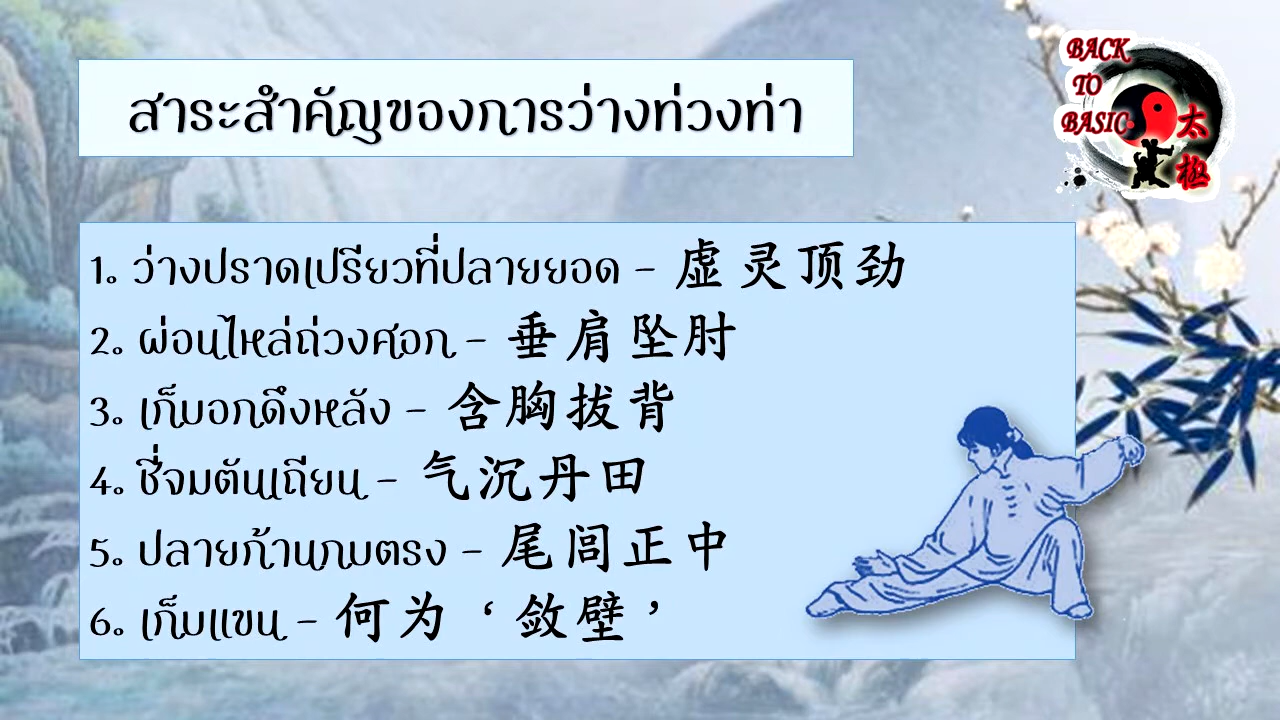 สาระสำคัญของการว่างท่วงท่า
BACK
TO
BASIC
太
極
1. ว่างปราดเปรียวที่ปลายยอด – 虚灵顶劲
2. ผ่อนไหล่ถ่วงศอก – 垂肩坠肘
3. เก็บอกดึงหลัง – 含胸拔背
4. ชี่จมตันเถียน – 气沉丹田
5. ปลายก้านกบตรง – 尾闾正中
6. เก็บแขน – 何为‘敛壁’